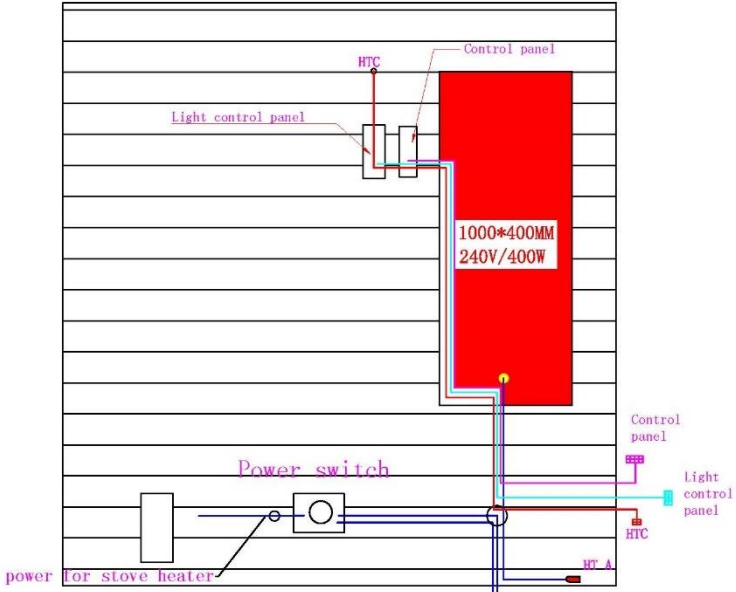 Control panel
HTC
Light control panel
1000*400MM
240V/400W
Control
panel
Power switch
Light
control
panel
HTC
HT A
power for stove heater